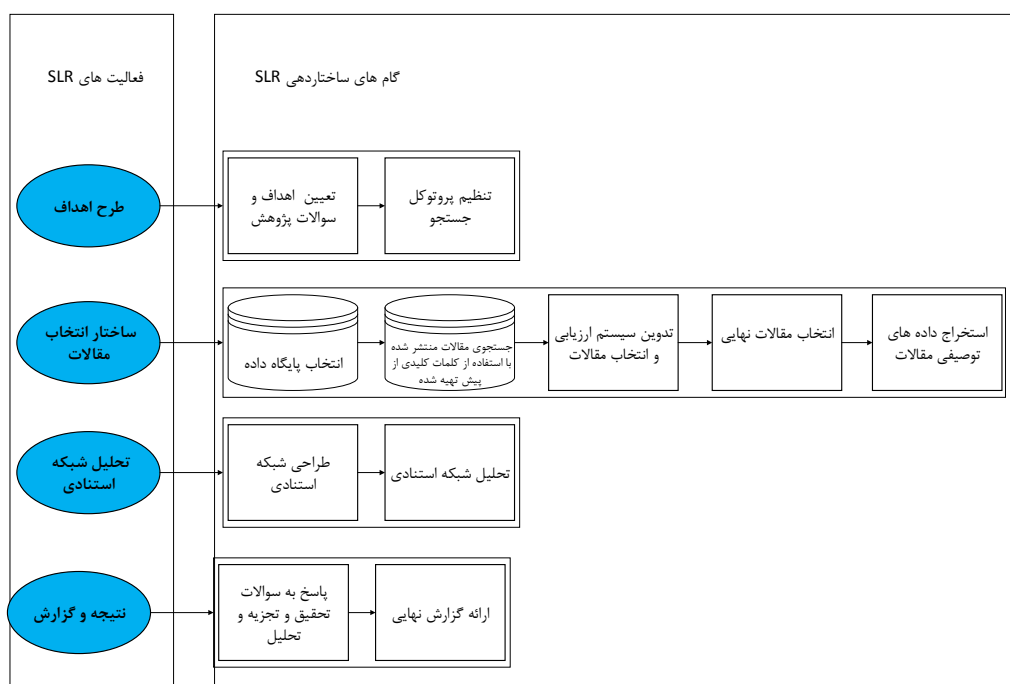 فعالیت های SLR
گام های ساختاردهی SLR
طرح اهداف
تعیین اهداف و
سوالات پژوهش
تنظیم پروتوکل
جستجو
ساختار انتخاب
مقالات
انتخاب پایگاه داده
جستجوی مقالات منتشر شده
با استفاده از کلمات کلیدی از
پیش تهیه شده
تدوین سیستم ارزیابی
و انتخاب مقالات
انتخاب مقالات نهایی
استخراج داده های
توصیفی مقالات
تحلیل شبکه
استنادی
طراحی شبکه
استنادی
تحلیل شبکه استنادی
نتیجه و گزارش
پاسخ به سوالات
تحقیق و تجزیه و
تحلیل
ارائه گزارش نهایی